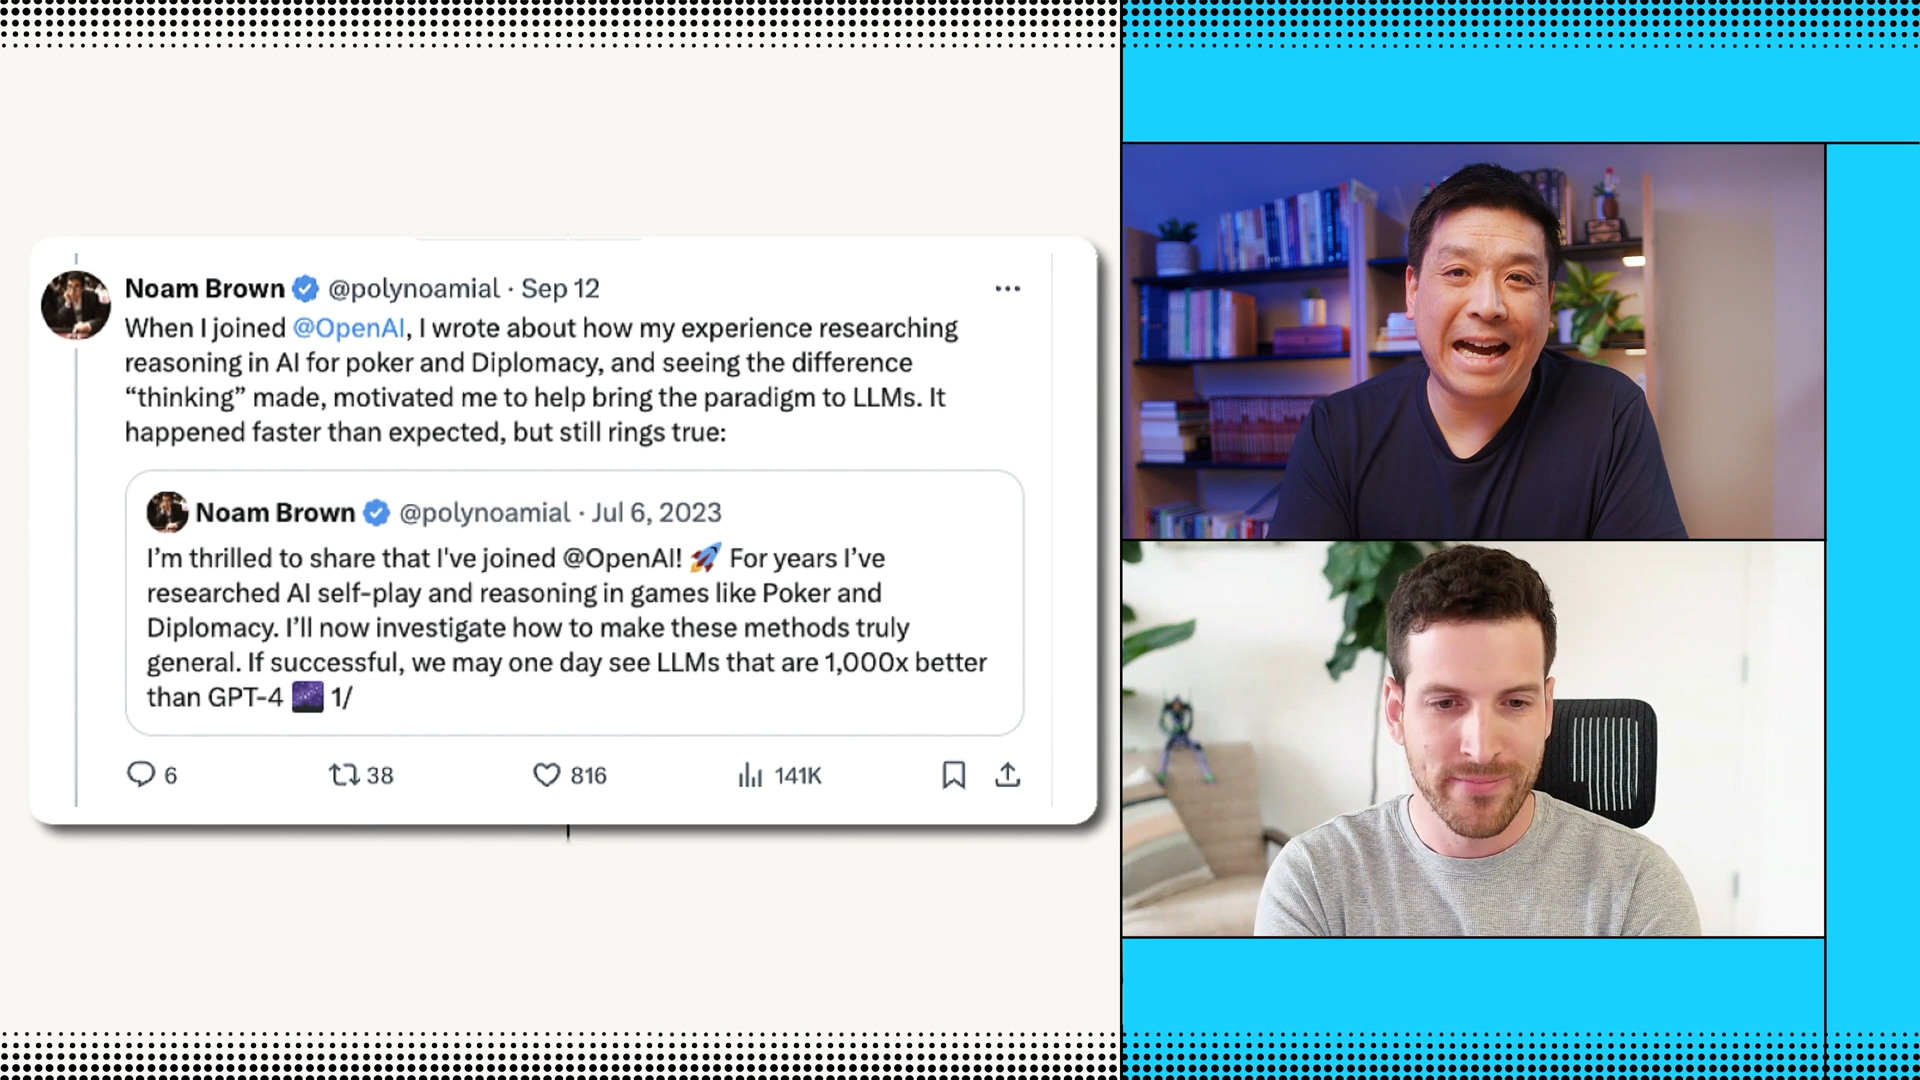 Noam Brown @polynoamial · Sep 12
When I joined @OpenAI, I wrote about how my experience researching
reasoning in AI for poker and Diplomacy, and seeing the difference
“thinking” made, motivated me to help bring the paradigm to LLMs. It
happened faster than expected, but still rings true:
Noam Brown @polynoamial · Jul 6, 2023
I’m thrilled to share that I've joined @OpenAI! 🚀 For years I’ve
researched AI self-play and reasoning in games like Poker and
Diplomacy. I’ll now investigate how to make these methods truly
general. If successful, we may one day see LLMs that are 1,000x better
than GPT-4 🌌 1/
6 38 816 141K